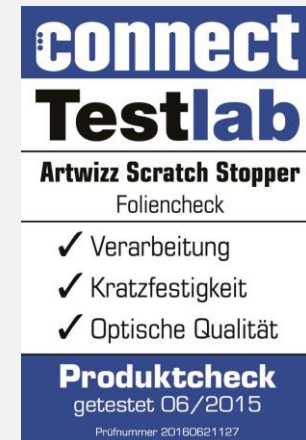 connect
Testlab
Artwizz Scratch Stopper
Foliencheck
✓ Verarbeitung
✓ Kratzfestigkeit
✓ Optische Qualität
Produktcheck
getestet 06/2015
Prüfnummer 20160621127